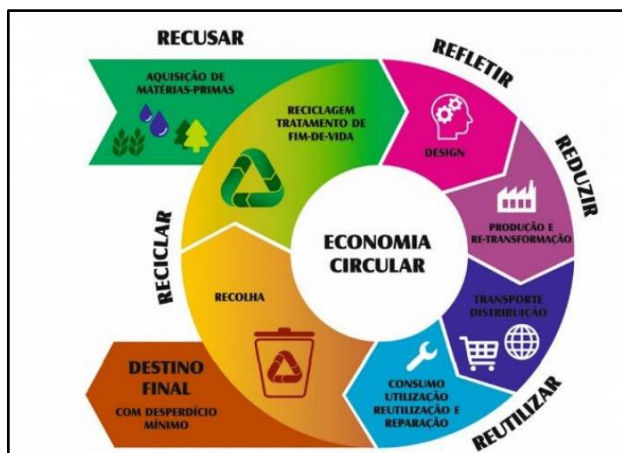 RECUSAR
AQUISIÇÃO DE
MATÉRIAS-PRIMAS
RECICLAGEM
TRATAMENTO DE
FIM-DE-VIDA
REFLETIR
DESIGN
REDUZIR
PRODUÇÃO E
RE-TRANSFORMAÇÃO
ECONOMIA
CIRCULAR
TRANSPORTE
DISTRIBUIÇÃO
REUTILIZAR
CONSUMO
UTILIZAÇÃO
REUTILIZAÇÃO E
REPARAÇÃO
RECICLAR
RECOLHA
DESTINO
FINAL
COM DESPERDÍCIO
MÍNIMO